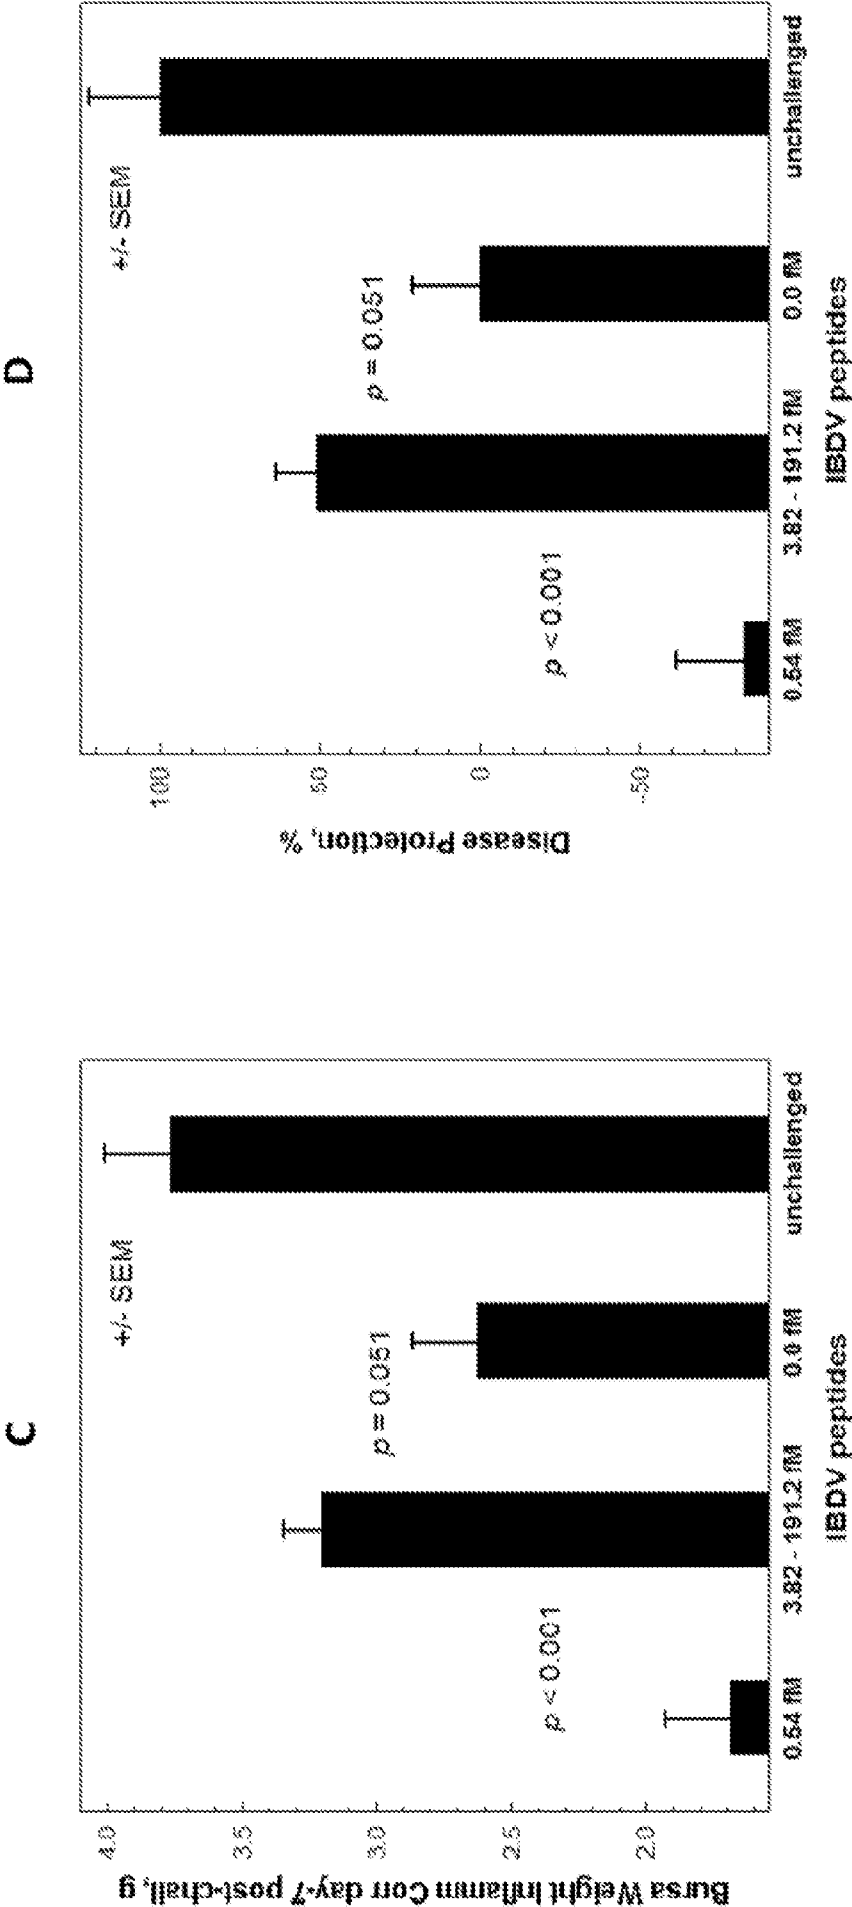 C
Bursa Weight Inflamm Corr day-7 post-chall, g
4.0
3.5
3.0
2.5
2.0
+/- SEM
p = 0.051
p < 0.001
0.54 fM
3.82 - 191.2 fM
0.0 fM
unchallenged
IBDV peptides
D
Disease Protection, %
100
50
0
-50
+/- SEM
p = 0.051
p < 0.001
0.54 fM
3.82 - 191.2 fM
0.0 fM
unchallenged
IBDV peptides